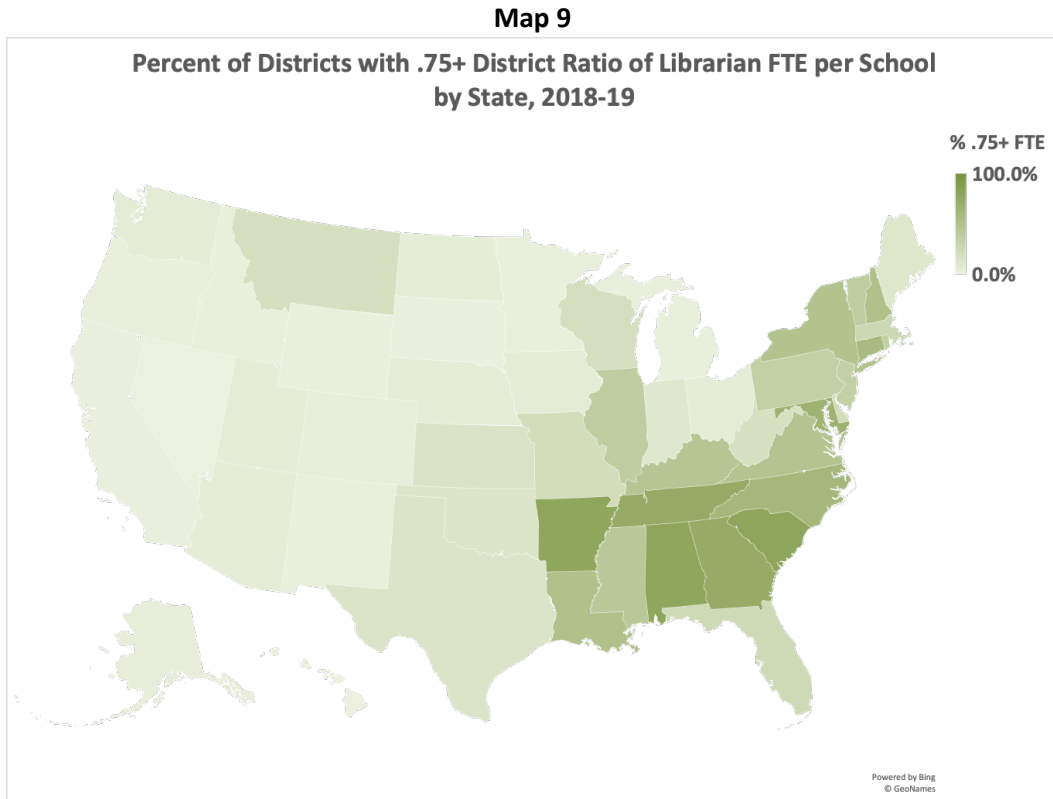 Map 9
Percent of Districts with .75+ District Ratio of Librarian FTE per School
by State, 2018-19
% .75+ FTE
100.0%
0.0%
Powered by Bing
© GeoNames